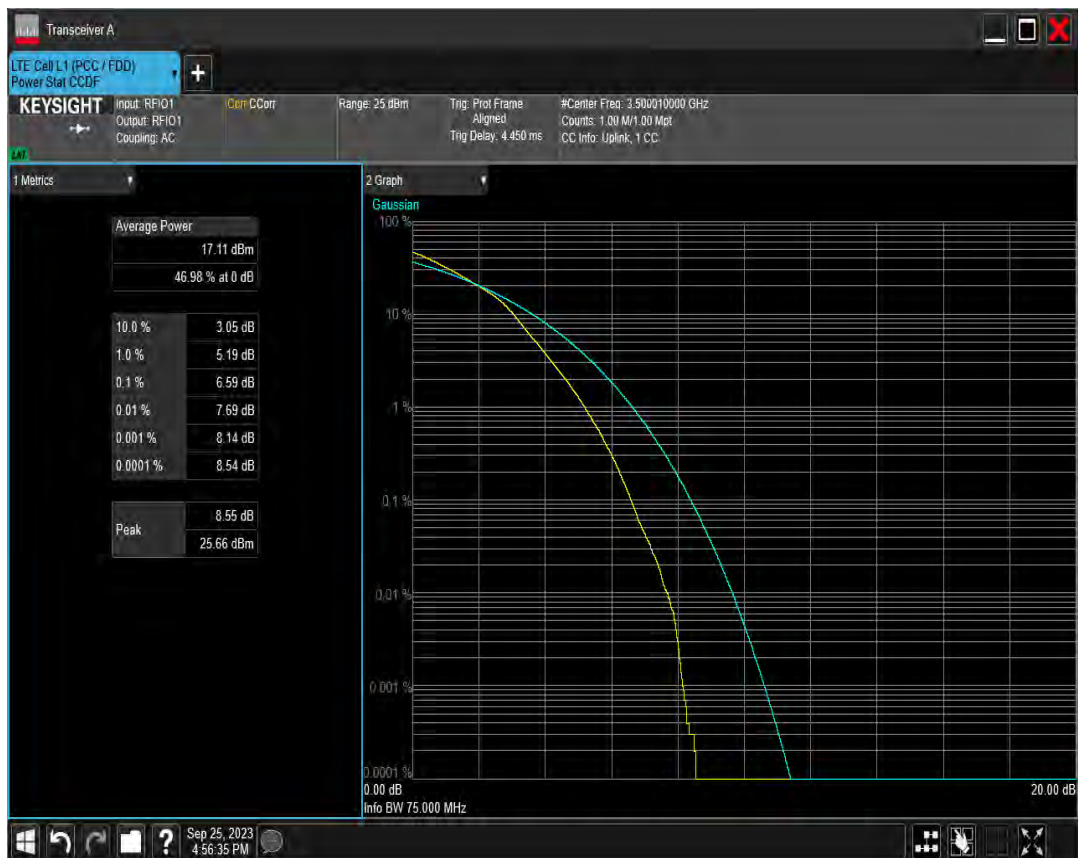 Transceiver A
LTE Cell L1 (PCC / FDD)
Power Stat CCDF
+
KEYSIGHT
Input: RFIO1
Output: RFIO1
Coupling: AC
Corr CCorr
Range: 25 dBm
Trig: Prot Frame
Aligned
Trig Delay: 4.450 ms
#Center Freq: 3.500010000 GHz
Counts: 1.00 M/1.00 Mpt
CC Info: Uplink, 1 CC
1 Metrics
Average Power
17.11 dBm
46.98 % at 0 dB
10.0 % 3.05 dB
1.0 % 5.19 dB
0.1 % 6.59 dB
0.01 % 7.69 dB
0.001 % 8.14 dB
0.0001 % 8.54 dB
Peak
8.55 dB
25.66 dBm
2 Graph
Gaussian
100 %
10 %
1 %
0.1 %
0.01 %
0.001 %
0.0001 %
0.00 dB 20.00 dB
Info BW 75.000 MHz
?
Sep 25, 2023
4:56:35 PM